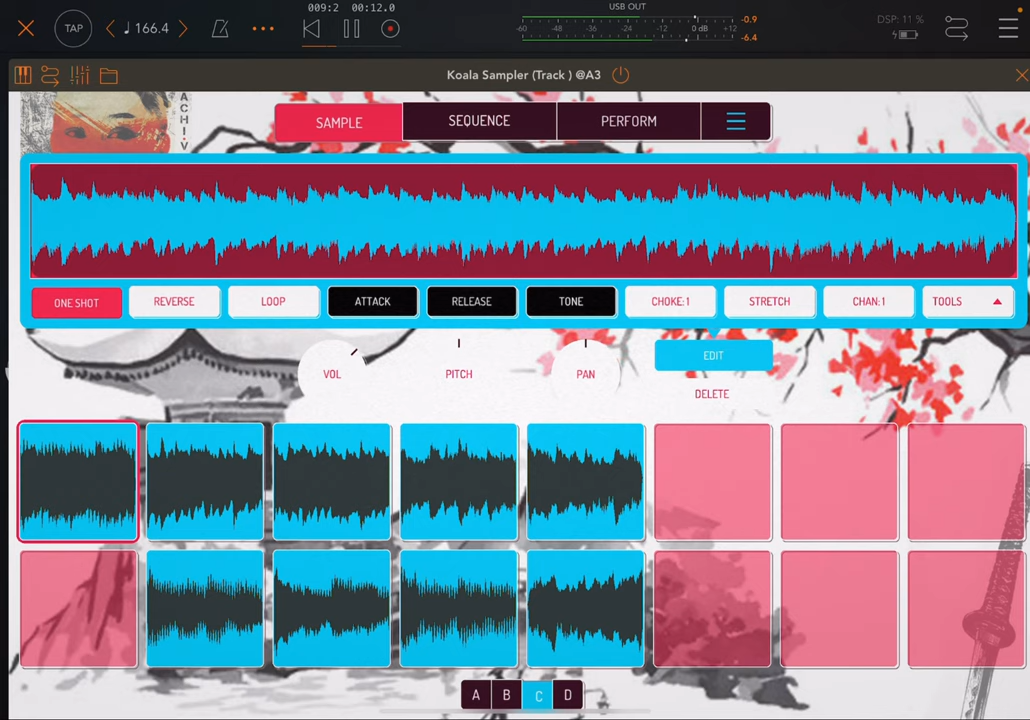 009:2 00:12.0
USB OUT
TAP
166.4
-60 -48 -36 -24 -12 0 dB +12
-0.9
-6.4
DSP: 11 %
Koala Sampler (Track ) @A3
ACHI.V
SAMPLE SEQUENCE PERFORM
ONE SHOT REVERSE LOOP ATTACK RELEASE TONE CHOKE:1 STRETCH CHAN:1 TOOLS
VOL PITCH PAN EDIT
DELETE
A B C D